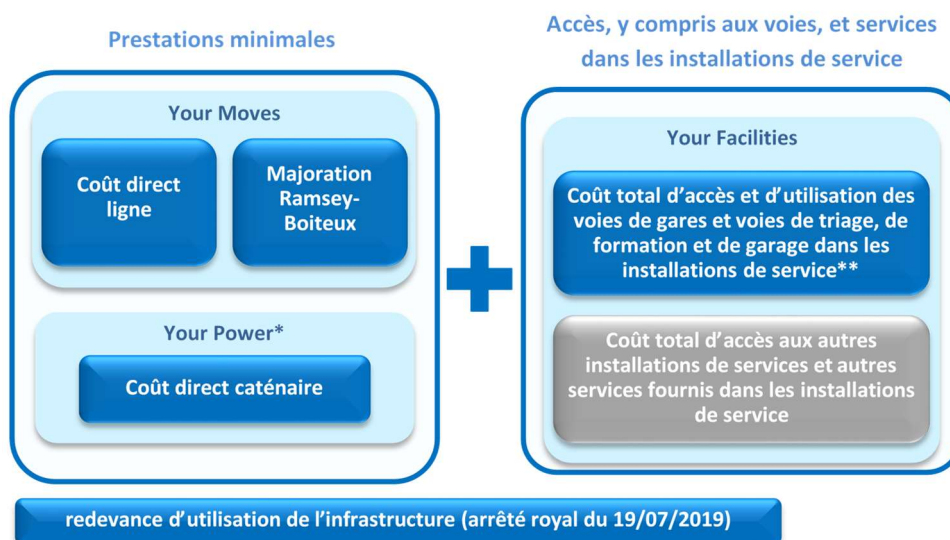 Prestations minimales
Your Moves
Coût direct
ligne
Majoration
Ramsey-
Boiteux
Your Power*
Coût direct caténaire
Accès, y compris aux voies, et services
dans les installations de service
Your Facilities
Coût total d'accès et d'utilisation des
voies de gares et voies de triage, de
formation et de garage dans les
installations de service**
Coût total d'accès aux autres
installations de services et autres
services fournis dans les installations
de service
redevance d'utilisation de l'infrastructure (arrêté royal du 19/07/2019)